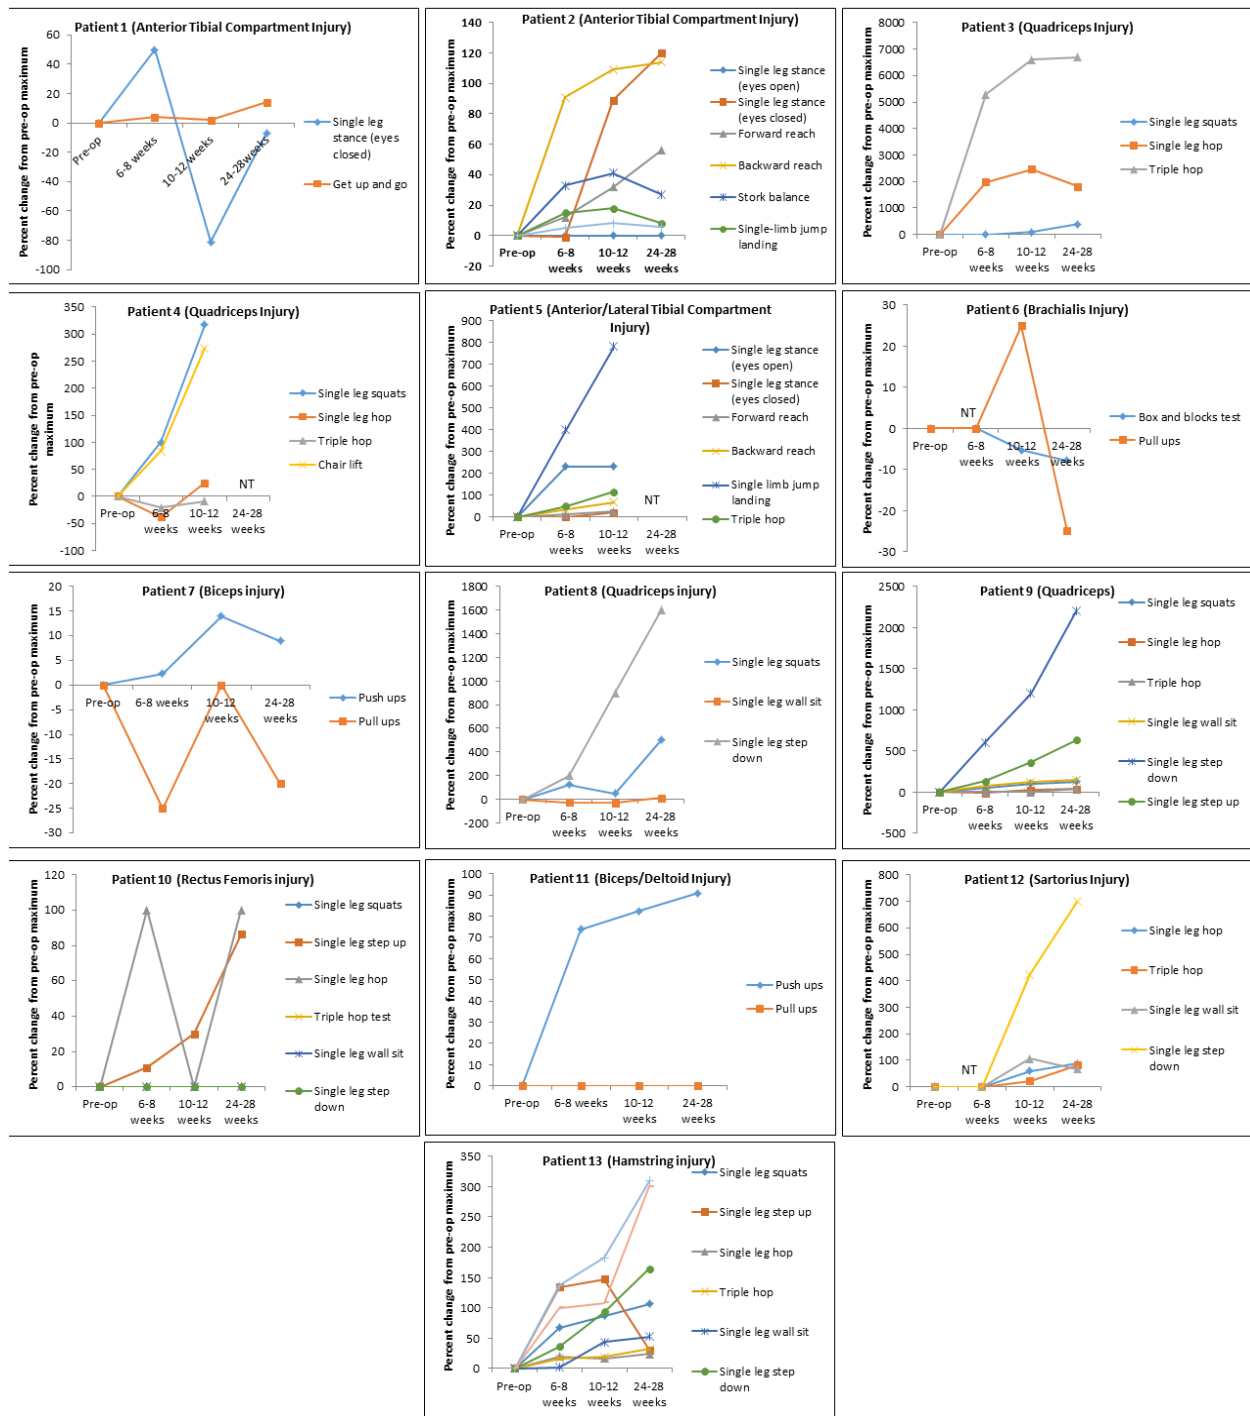 Patient 1 (Anterior Tibial Compartment Injury)
Percent change from pre-op maximum
60
40
20
0
-20
-40
-60
-80
-100
Pre-op
6-8 weeks
10-12 weeks
24-28weeks
Single leg
stance (eyes
closed)
Get up and go
Patient 2 (Anterior Tibial Compartment Injury)
Percent change from pre-op maximum
140
120
100
80
60
40
20
0
-20
Pre-op
6-8
weeks
10-12
weeks
24-28
weeks
Single leg stance
(eyes open)
Single leg stance
(eyes closed)
Forward reach
Backward reach
Stork balance
Single-limb jump
landing
Patient 3 (Quadriceps Injury)
Percent change from pre-op maximum
8000
7000
6000
5000
4000
3000
2000
1000
0
Pre-op
6-8
weeks
10-12
weeks
24-28
weeks
Single leg squats
Single leg hop
Triple hop
Patient 4 (Quadriceps Injury)
Percent change from pre-op
maximum
350
300
250
200
150
100
50
0
-50
-100
NT
Pre-op
6-8
weeks
10-12
weeks
24-28
weeks
Single leg squats
Single leg hop
Triple hop
Chair lift
Patient 5 (Anterior/Lateral Tibial Compartment
Injury)
Percent change from pre-op maximum
900
800
700
600
500
400
300
200
100
0
NT
Pre-op
6-8
weeks
10-12
weeks
24-28
weeks
Single leg stance
(eyes open)
Single leg stance
(eyes closed)
Forward reach
Backward reach
Single limb jump
landing
Triple hop
Patient 6 (Brachialis Injury)
Percent change from pre-op maximum
30
20
10
0
-10
-20
-30
NT
Pre-op
6-8
weeks
10-12
weeks
24-28
weeks
Box and blocks test
Pull ups
Patient 7 (Biceps injury)
Percent change from pre-op maximum
20
15
10
5
0
-5
-10
-15
-20
-25
-30
Pre-op
6-8 weeks
10-12
weeks
24-28
weeks
Push ups
Pull ups
Patient 8 (Quadriceps injury)
Percent change from pre-op maximum
1800
1600
1400
1200
1000
800
600
400
200
0
-200
Pre-op
6-8
weeks
10-12
weeks
24-28
weeks
Single leg squats
Single leg wall sit
Single leg step
down
Patient 9 (Quadriceps)
Percent change from pre-op maximum
2500
2000
1500
1000
500
0
-500
Pre-op
6-8
weeks
10-12
weeks
24-28
weeks
Single leg squats
Single leg hop
Triple hop
Single leg wall sit
Single leg step
down
Single leg step up
Patient 10 (Rectus Femoris injury)
Percent change from pre-op maximum
120
100
80
60
40
20
0
Pre-op
6-8
weeks
10-12
weeks
24-28
weeks
Single leg squats
Single leg step up
Single leg hop
Triple hop test
Single leg wall sit
Single leg step
down
Patient 11 (Biceps/Deltoid Injury)
Percent change from pre-op maximum
100
90
80
70
60
50
40
30
20
10
0
Pre-op
6-8 weeks
10-12
weeks
24-28
weeks
Push ups
Pull ups
Patient 12 (Sartorius Injury)
Percent change from pre-op maximum
800
700
600
500
400
300
200
100
0
NT
Pre-op
6-8
weeks
10-12
weeks
24-28
weeks
Single leg hop
Triple hop
Single leg wall sit
Single leg step
down
Patient 13 (Hamstring injury)
Percent change from pre-op maximum
350
300
250
200
150
100
50
0
Pre-op
6-8
weeks
10-12
weeks
24-28
weeks
Single leg squats
Single leg step up
Single leg hop
Triple hop
Single leg wall sit
Single leg step
down